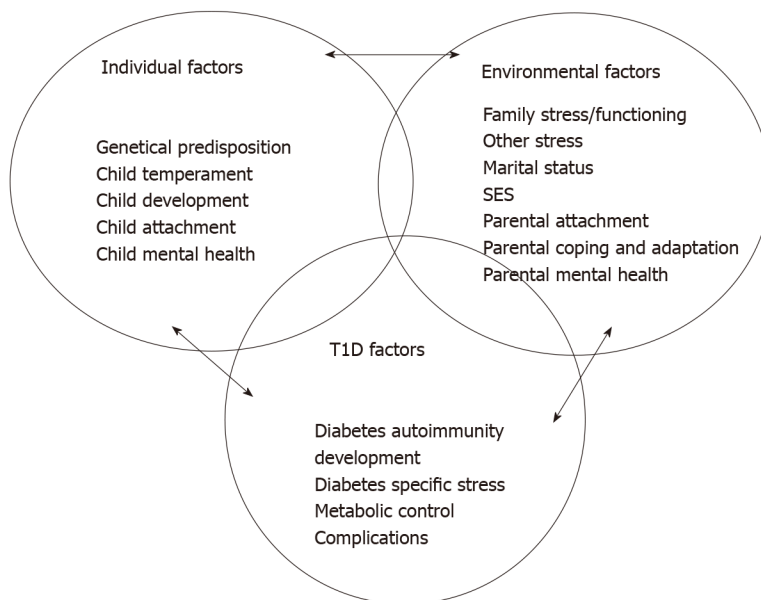 Individual factors
Genetical predisposition
Child temperament
Child development
Child attachment
Child mental health
Environmental factors
Family stress/functioning
Other stress
Marital status
SES
Parental attachment
Parental coping and adaptation
Parental mental health
T1D factors
Diabetes autoimmunity
development
Diabetes specific stress
Metabolic control
Complications